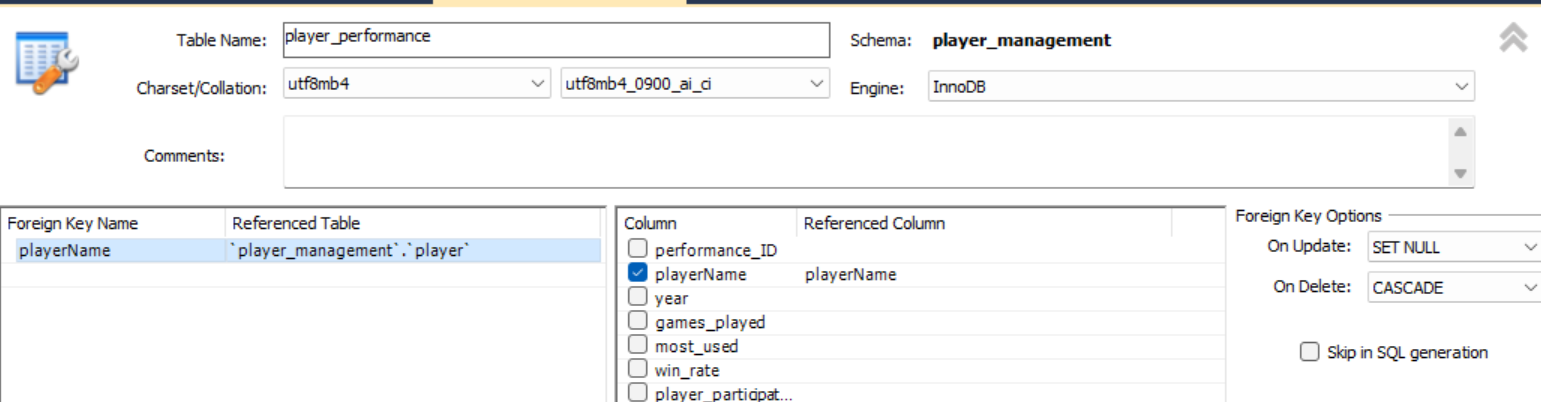 Table Name: player_performance Schema: player_management
Charset/Collation: utf8mb4 utf8mb4_0900_ai_ci Engine: InnoDB
Comments:
Foreign Key Name Referenced Table
playerName `player_management`.`player`
Column Referenced Column
performance_ID
playerName playerName
year
games_played
most_used
win_rate
player_participat...
Foreign Key Options
On Update: SET NULL
On Delete: CASCADE
Skip in SQL generation